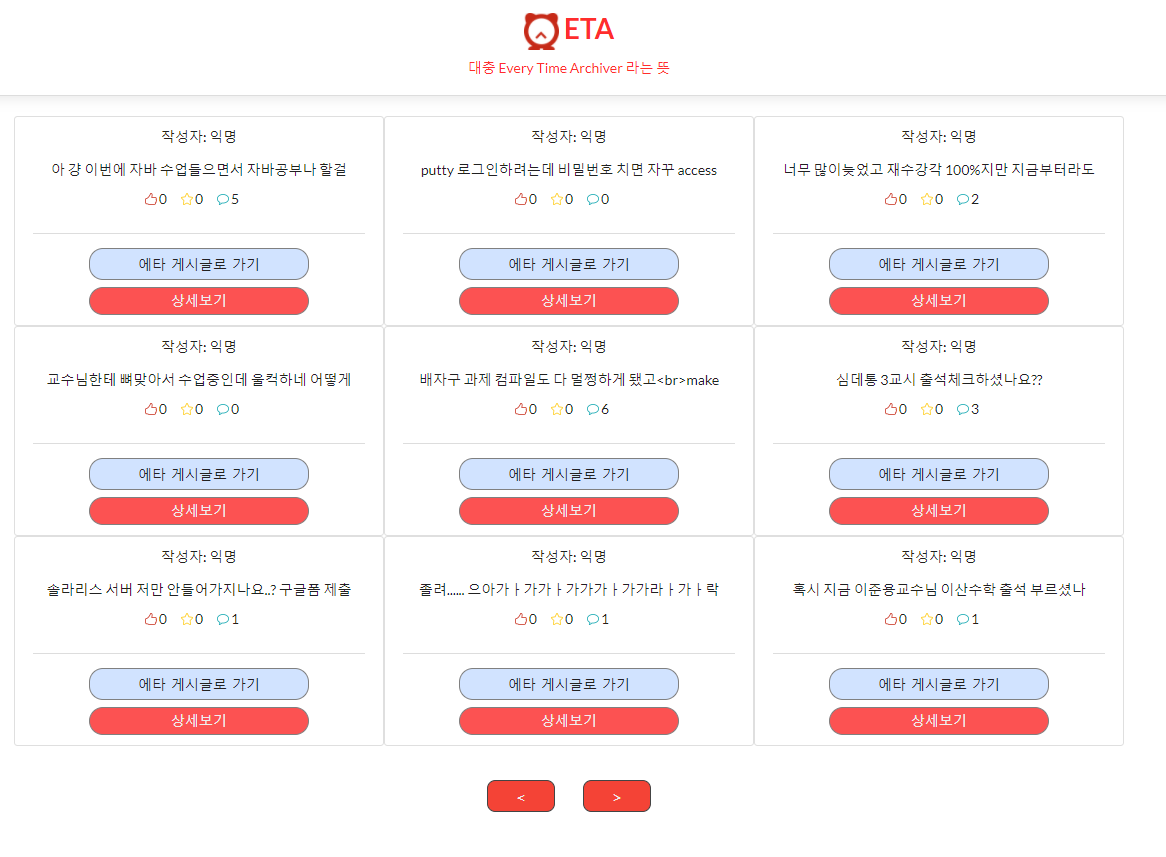 ETA
대충 Every Time Archiver 라는 뜻
작성자: 익명
아 걍 이번에 자바 수업들으면서 자바공부나 할걸
0 0 5
에타 게시글로 가기
상세보기
작성자: 익명
putty 로그인하려는데 비밀번호 치면 자꾸 access
0 0 0
에타 게시글로 가기
상세보기
작성자: 익명
너무 많이늦었고 재수강각 100%지만 지금부터라도
0 0 2
에타 게시글로 가기
상세보기
작성자: 익명
교수님한테 뼈맞아서 수업중인데 울컥하네 어떻게
0 0 0
에타 게시글로 가기
상세보기
작성자: 익명
배자구 과제 컴파일도 다 멀쩡하게 됐고<br>make
0 0 6
에타 게시글로 가기
상세보기
작성자: 익명
심데통 3교시 출석체크하셨나요??
0 0 3
에타 게시글로 가기
상세보기
작성자: 익명
솔라리스 서버 저만 안들어가지나요..? 구글폼 제출
0 0 1
에타 게시글로 가기
상세보기
작성자: 익명
졸려...... 으아가ㅏ가가ㅏ가가가ㅏ가가라ㅏ가ㅏ락
0 0 1
에타 게시글로 가기
상세보기
작성자: 익명
혹시 지금 이준용교수님 이산수학 출석 부르셨나
0 0 1
에타 게시글로 가기
상세보기
< >